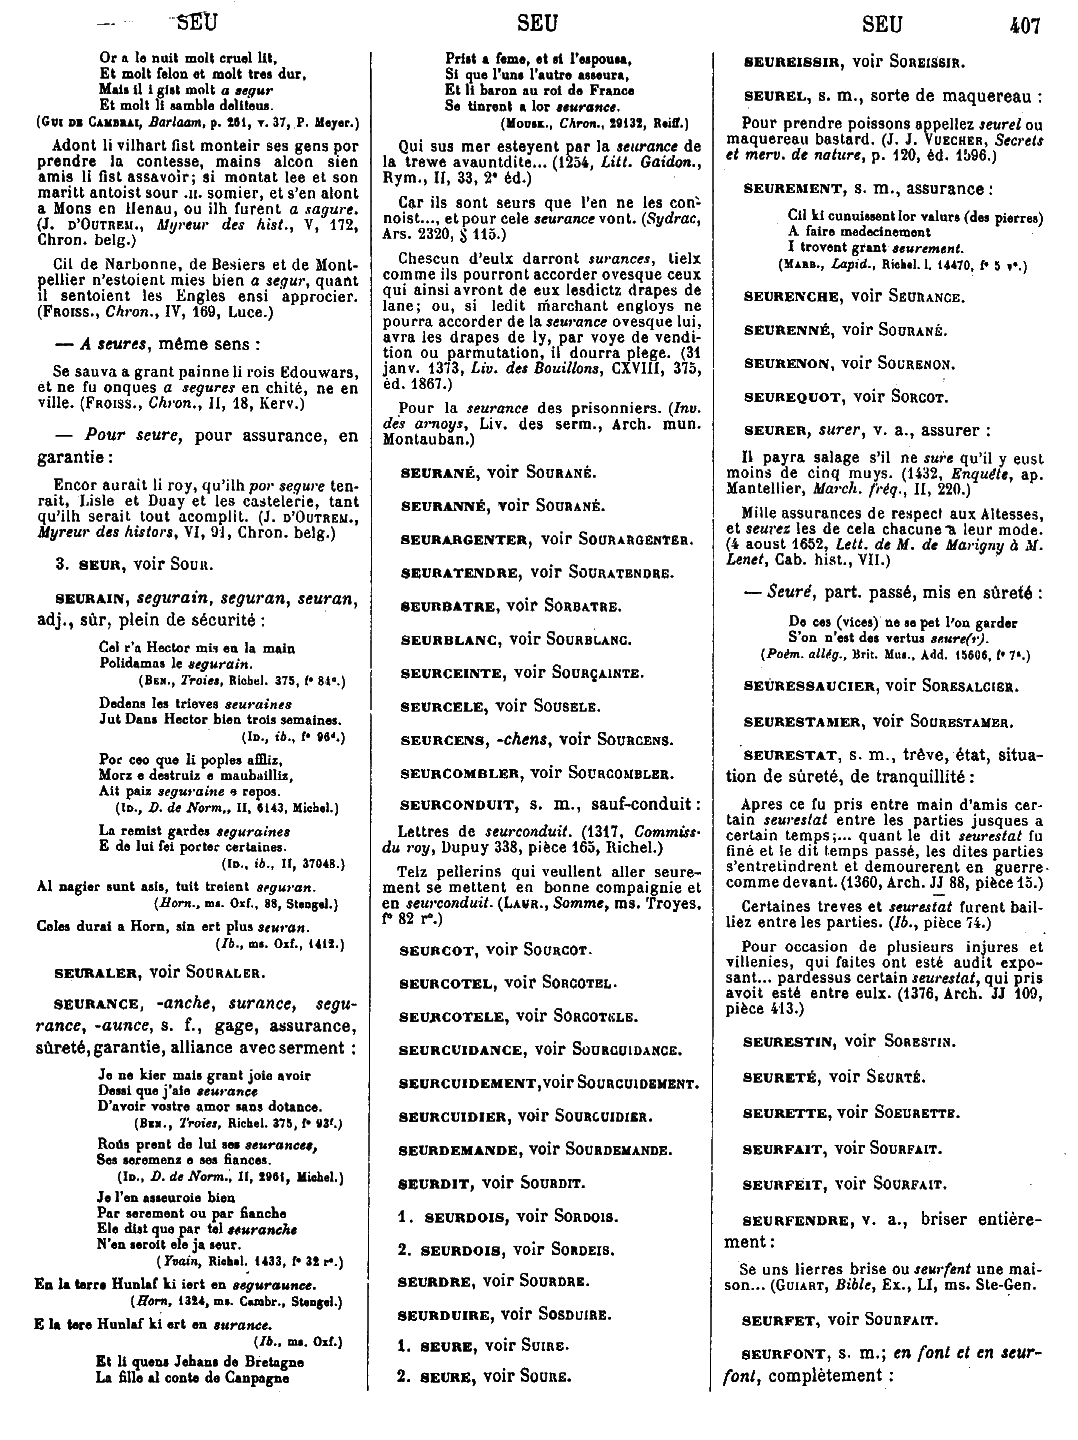 SEU
SEU
SEU
407
Or a le nuit molt cruel lit,
Et molt felon et molt tres dur,
Mais il i gist molt a segur
Et molt li samble deliteus.
(GUI DE CAMBRAI, Barlaam, p. 261, v. 37, P. Meyer.)
Adont li vilhart fist monteir ses gens por
prendre la contesse, mains alcon sien
amis li fist assavoir; si montat lee et son
maritt antoist sour .II. somier, et s'en alont
a Mons en Henau, ou ilh furent a sagure.
(J. D'OUTREM., Myreur des hist., V, 172,
Chron. belg.)
Cil de Narbonne, de Besiers et de Mont-
pellier n'estoient mies bien a segur, quant
il sentoient les Engles ensi approcier.
(FROISS., Chron., IV, 169, Luce.)
— A seures, même sens :
Se sauva a grant painne li rois Edouwars,
et ne fu onques a segures en chité, ne en
ville. (FROISS., Chron., II, 18, Kerv.)
— Pour seure, pour assurance, en
garantie :
Encor aurait li roy, qu'ilh por segure ten-
rait, Lisle et Duay et les castelerie, tant
qu'ilh serait tout acomplit. (J. D'OUTREM.,
Myreur des histors, VI, 91, Chron. belg.)
3. SEUR, voir SOUR.
SEURAIN, segurain, seguran, seuran,
adj., sûr, plein de sécurité :
Cel r'a Hector mis en la main
Polidamas le segurain.
(BEN., Troies, Richel. 375, f° 84ᵉ.)
Dedens les trieves seuraines
Jut Dans Hector bien trois semaines.
(ID., ib., f° 96ᵈ.)
Por ceo que li poples affliz,
Morz e destruiz e maubailliz,
Ait paiz seguraine e repos.
(ID., D. de Norm., II, 6143, Michel.)
La remist gardes seguraines
E de lui fei porter certaines.
(ID., ib., II, 37048.)
Al nagier sunt asis, tuit treient seguran.
(Horn., ms. Oxf., 88, Stengel.)
Coles durai a Horn, sin ert plus seuran.
(Ib., ms. Oxf., 1412.)
SEURALER, voir SOURALER.
SEURANCE, -anche, surance, segu-
rance, -aunce, s. f., gage, assurance,
sûreté, garantie, alliance avec serment :
Je ne kier mais grant joie avoir
Dessi que j'aie seurance
D'avoir vostre amor sans dotance.
(BEN., Troies, Richel. 375, f° 93ᶠ.)
Roüs prent de lui ses seurances,
Ses seremenz e ses fiances.
(ID., D. de Norm., II, 2961, Michel.)
Je l'en asseuroie bien
Par serement ou par fianche
Ele dist que par tel seuranche
N'en seroit ele ja seur.
(Yvain, Richel. 1433, f° 32 r°.)
En la terre Hunlaf ki iert en seguraunce.
(Horn, 1324, ms. Cambr., Stengel.)
E la tere Hunlaf ki ert en surance.
(Ib., ms. Oxf.)
Et li quens Jehans de Bretagne
La fille al conte de Canpagne
Prist a feme, et si l'espousa,
Si que l'uns l'autre asseura,
Et li baron au roi de France
Se tinrent a lor seurance.
(MOUSK., Chron., 29132, Reiff.)
Qui sus mer esteyent par la seurance de
la trewe avauntdite... (1254, Litt. Gaidon.,
Rym., II, 33, 2ᵉ éd.)
Car ils sont seurs que l'en ne les con-
noist..., et pour cele seurance vont. (Sydrac,
Ars. 2320, § 115.)
Chescun d'eulx darront surances, tielx
comme ils pourront accorder ovesque ceux
qui ainsi avront de eux lesdictz drapes de
lane; ou, si ledit marchant engloys ne
pourra accorder de la seurance ovesque lui,
avra les drapes de ly, par voye de vendi-
tion ou parmutation, il dourra plege. (31
janv. 1373, Liv. des Bouillons, CXVIII, 375,
éd. 1867.)
Pour la seurance des prisonniers. (Inv.
des arnoys, Liv. des serm., Arch. mun.
Montauban.)
SEURANÉ, voir SOURANÉ.
SEURANNÉ, voir SOURANÉ.
SEURARGENTER, voir SOURARGENTER.
SEURATENDRE, voir SOURATENDRE.
SEURBATRE, voir SORBATRE.
SEURBLANC, voir SOURBLANC.
SEURCEINTE, voir SOURÇAINTE.
SEURCELE, voir SOUSELE.
SEURCENS, -chens, voir SOURCENS.
SEURCOMBLER, voir SOURCOMBLER.
SEURCONDUIT, s. m., sauf-conduit :
Lettres de seurconduit. (1317, Commiss.
du roy, Dupuy 338, pièce 165, Richel.)
Telz pellerins qui veullent aller seure-
ment se mettent en bonne compaignie et
en seurconduit. (LAUR., Somme, ms. Troyes,
f° 82 r°.)
SEURCOT, voir SOURCOT.
SEURCOTEL, voir SORCOTEL.
SEURCOTELE, voir SORCOTELE.
SEURCUIDANCE, voir SOURCUIDANCE.
SEURCUIDEMENT, voir SOURCUIDEMENT.
SEURCUIDIER, voir SOURCUIDIER.
SEURDEMANDE, voir SOURDEMANDE.
SEURDIT, voir SOURDIT.
1. SEURDOIS, voir SORDOIS.
2. SEURDOIS, voir SORDEIS.
SEURDRE, voir SOURDRE.
SEURDUIRE, voir SOSDUIRE.
1. SEURE, voir SUIRE.
2. SEURE, voir SOURE.
SEUREISSIR, voir SOREISSIR.
SEUREL, s. m., sorte de maquereau :
Pour prendre poissons appellez seurel ou
maquereau bastard. (J. J. VUECHER, Secrets
et merv. de nature, p. 120, éd. 1596.)
SEUREMENT, s. m., assurance :
Cil ki cunuissent lor valurs (des pierres)
A faire medecinement
I trovent grant seurement.
(MARB., Lapid., Richel. l. 14470, f° 5 v°.)
SEURENCHE, voir SEURANCE.
SEURENNÉ, voir SOURANÉ.
SEURENON, voir SOURENON.
SEUREQUOT, voir SORCOT.
SEURER, surer, v. a., assurer :
Il payra salage s'il ne sure qu'il y eust
moins de cinq muys. (1432, Enquête, ap.
Mantellier, March. fréq., II, 220.)
Mille assurances de respect aux Altesses,
et seurez les de cela chacune a leur mode.
(4 aoust 1652, Lett. de M. de Marigny à M.
Lenet, Cab. hist., VII.)
— Seuré, part. passé, mis en sûreté :
De ces (vices) ne se pet l'on garder
S'on n'est des vertus seure(r).
(Poèm. allég., Brit. Mus., Add. 15606, f° 7ᵃ.)
SEURESSAUCIER, voir SORESALCIER.
SEURESTAMER, voir SOURESTAMER.
SEURESTAT, s. m., trêve, état, situa-
tion de sûreté, de tranquillité :
Apres ce fu pris entre main d'amis cer-
tain seurestat entre les parties jusques a
certain temps;... quant le dit seurestat fu
finé et le dit temps passé, les dites parties
s'entretindrent et demourerent en guerre
comme devant. (1360, Arch. JJ 88, pièce 15.)
Certaines treves et seurestat furent bail-
liez entre les parties. (Ib., pièce 74.)
Pour occasion de plusieurs injures et
villenies, qui faites ont esté audit expo-
sant... pardessus certain seurestat, qui pris
avoit esté entre eulx. (1376, Arch. JJ 109,
pièce 413.)
SEURESTIN, voir SORESTIN.
SEURETÉ, voir SEURTÉ.
SEURETTE, voir SOEURETTE.
SEURFAIT, voir SOURFAIT.
SEURFEIT, voir SOURFAIT.
SEURFENDRE, v. a., briser entière-
ment :
Se uns lierres brise ou seurfent une mai-
son... (GUIART, Bible, Ex., LI, ms. Ste-Gen.
SEURFET, voir SOURFAIT.
SEURFONT, s. m.; en font et en seur-
font, complètement :